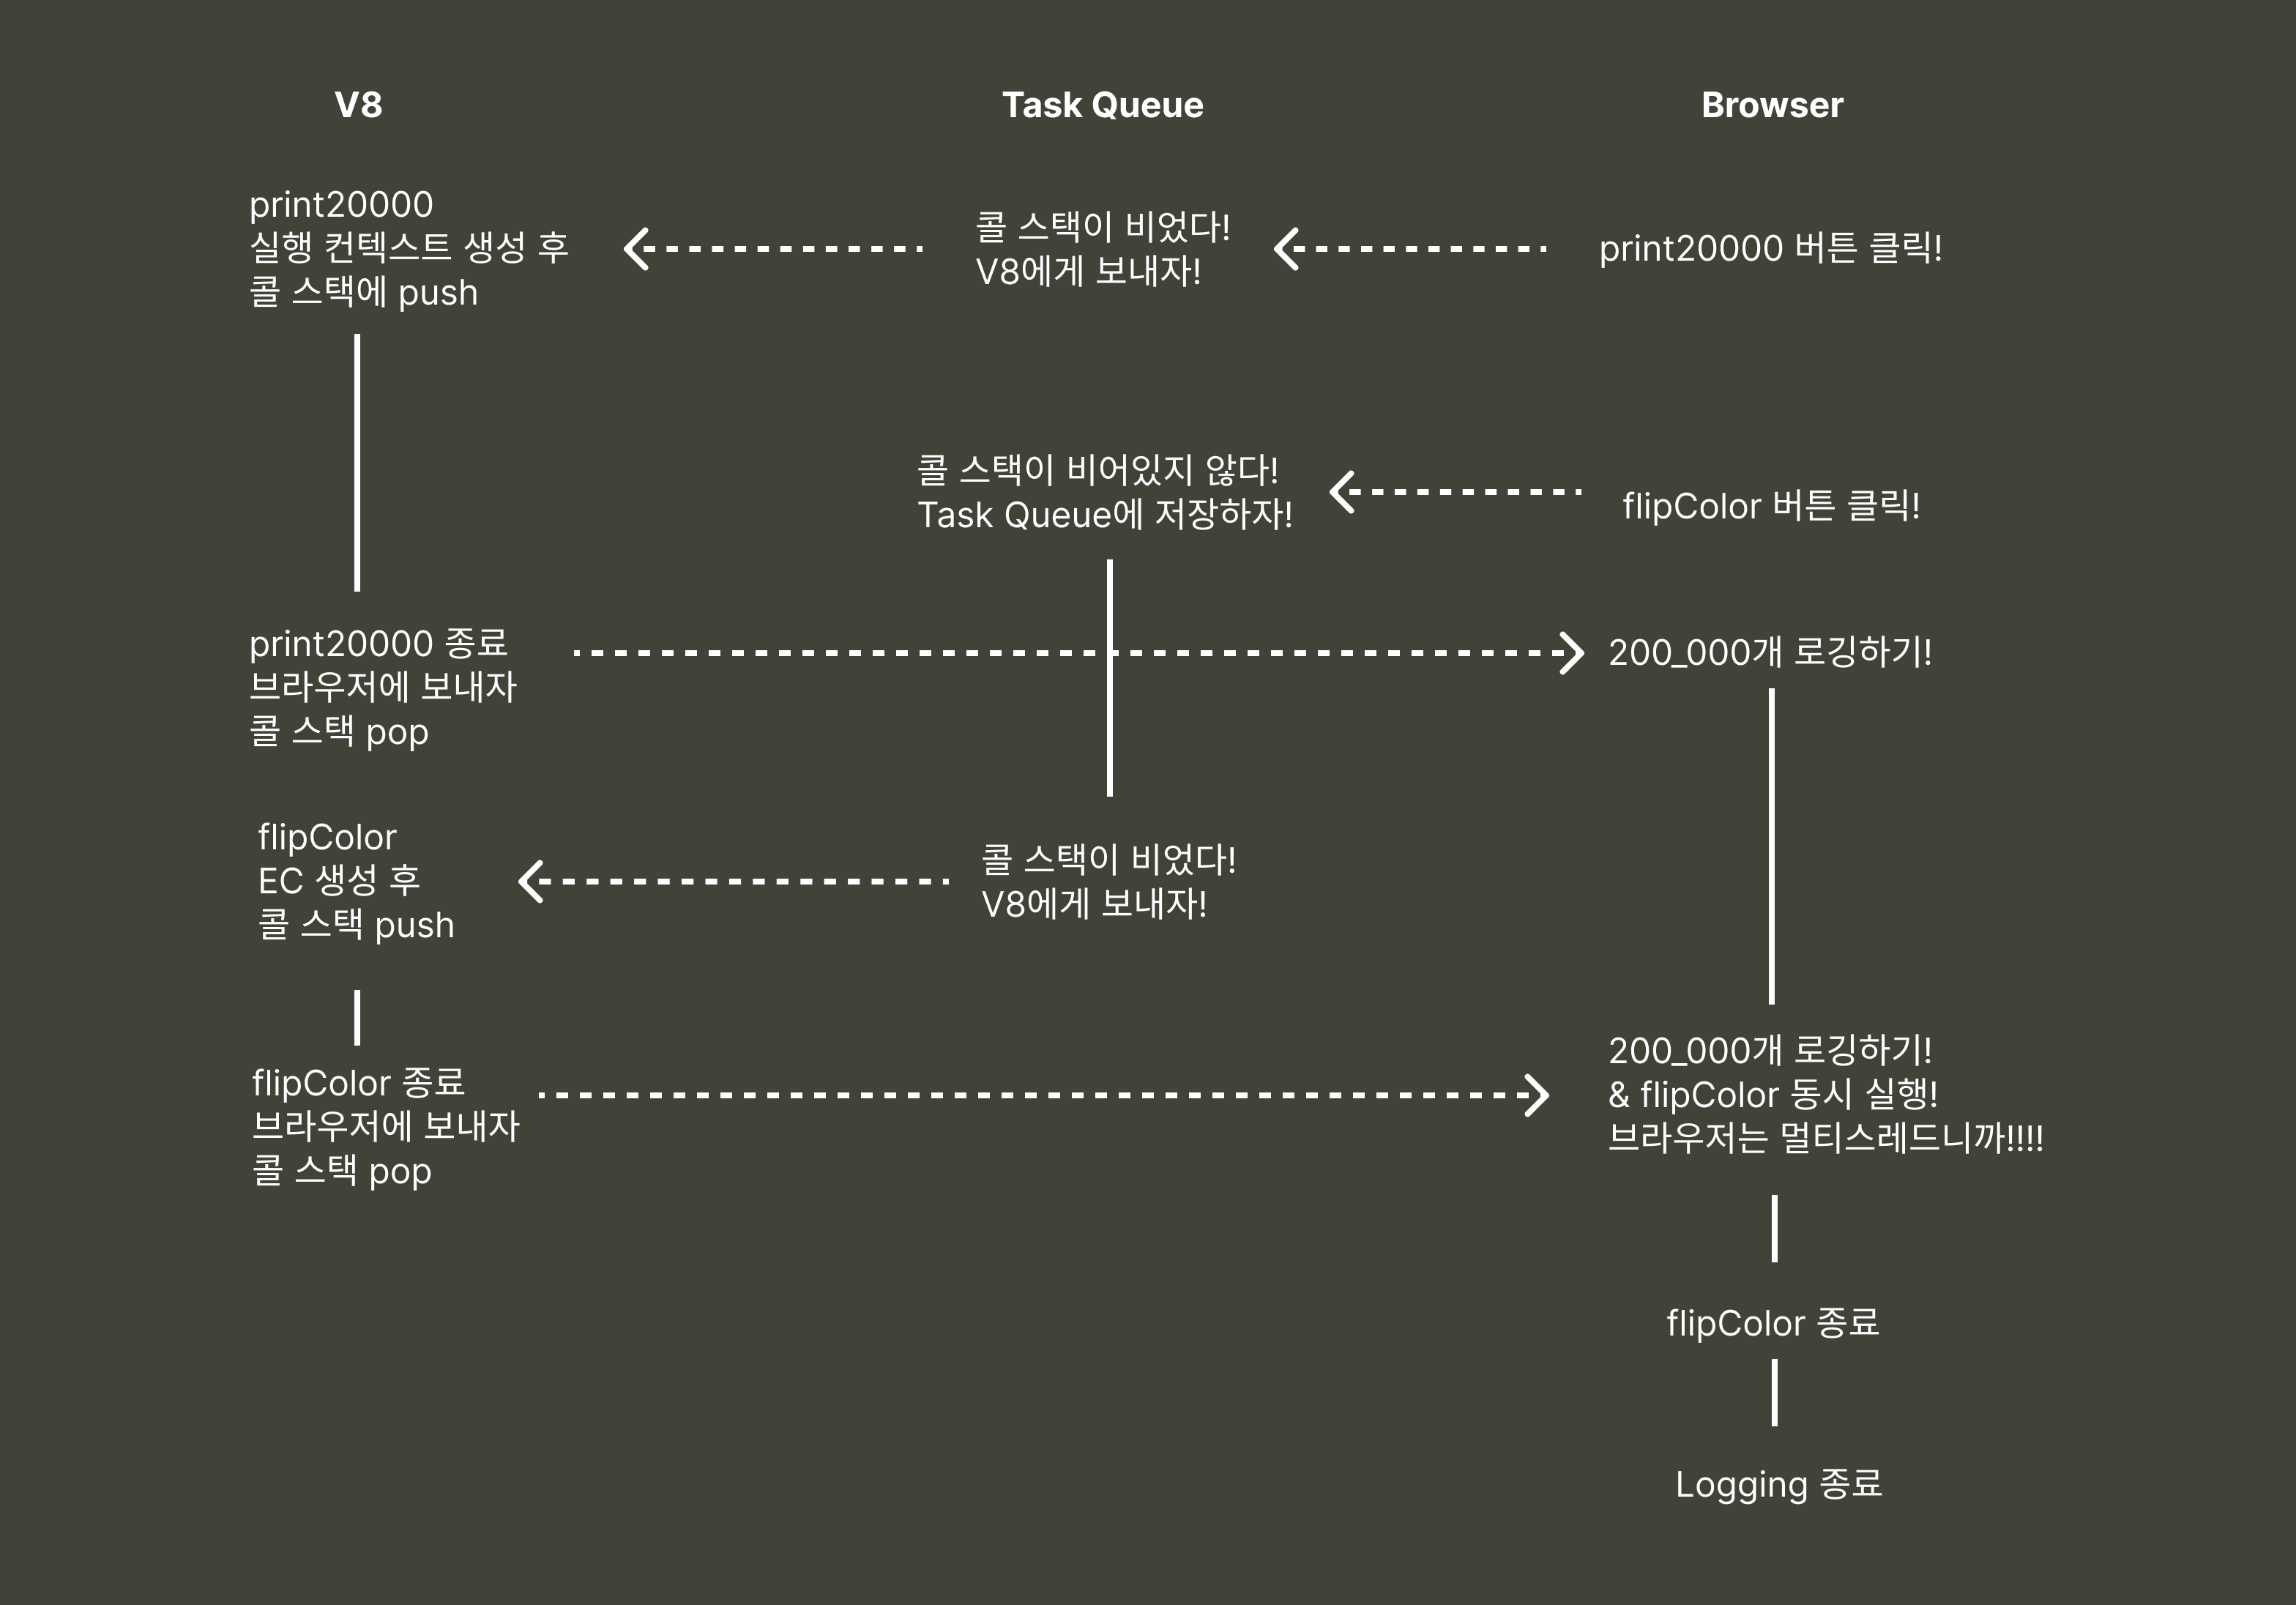 V8
Task Queue
Browser
print20000
실행 컨텍스트 생성 후
콜 스택에 push
콜 스택이 비었다!
V8에게 보내자!
print20000 버튼 클릭!
콜 스택이 비어있지 않다!
Task Queue에 저장하자!
flipColor 버튼 클릭!
print20000 종료
브라우저에 보내자
콜 스택 pop
200_000개 로깅하기!
flipColor
EC 생성 후
콜 스택 push
콜 스택이 비었다!
V8에게 보내자!
flipColor 종료
브라우저에 보내자
콜 스택 pop
200_000개 로깅하기!
& flipColor 동시 실행!
브라우저는 멀티스레드니까!!!!
flipColor 종료
Logging 종료